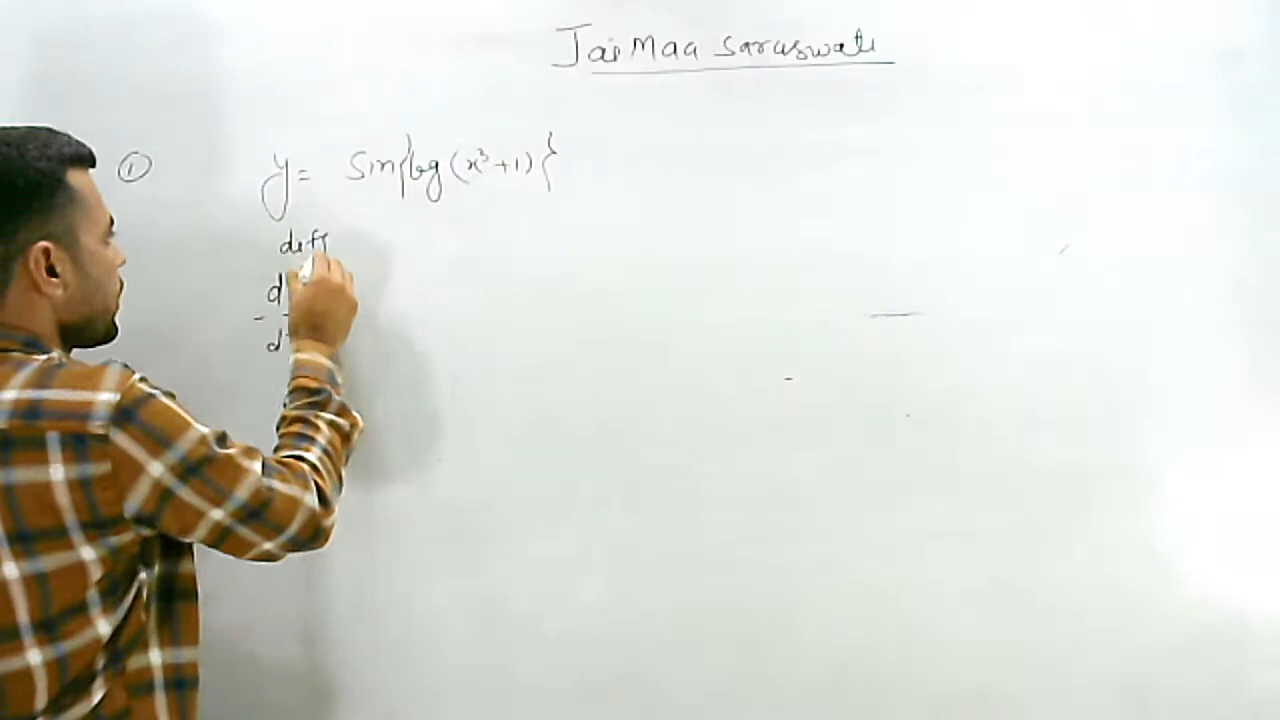 Jai Maa Saraswati
① y = Sin{log(x³+1)}
diff
d
d